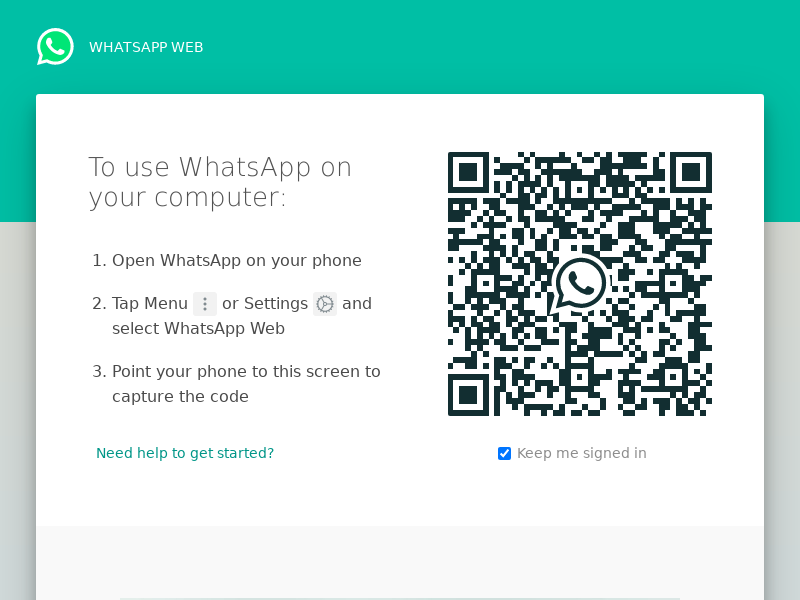 WHATSAPP WEB
To use WhatsApp on
your computer:
1. Open WhatsApp on your phone
2. Tap Menu or Settings and
select WhatsApp Web
3. Point your phone to this screen to
capture the code
Need help to get started?
Keep me signed in